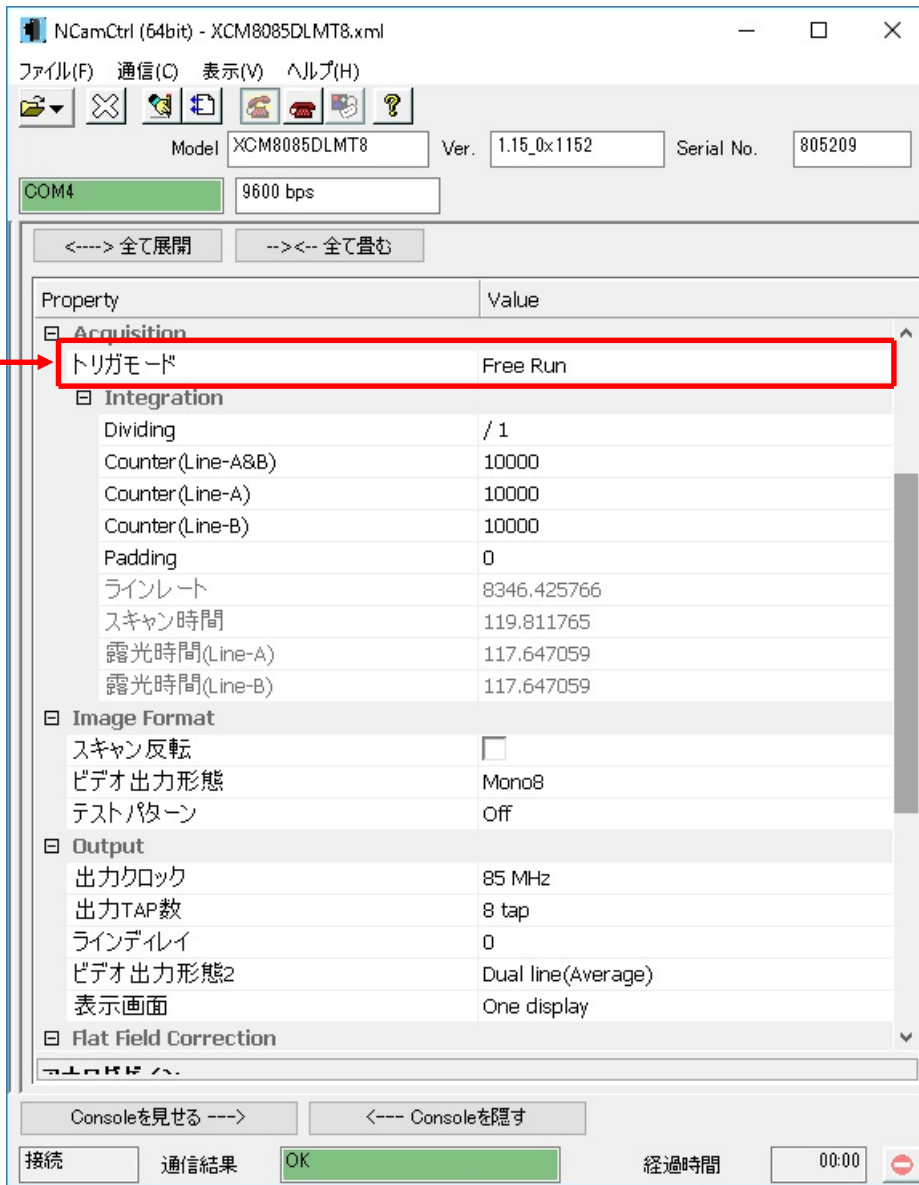 NCamCtrl (64bit) - XCM8085DLMT8.xml
ファイル(F) 通信(C) 表示(V) ヘルプ(H)
Model XCM8085DLMT8 Ver. 1.15_0x1152 Serial No. 805209
COM4 9600 bps
<----> 全て展開 --><-- 全て畳む
Property Value
Acquisition
トリガモード Free Run
Integration
Dividing / 1
Counter(Line-A&B) 10000
Counter(Line-A) 10000
Counter(Line-B) 10000
Padding 0
ラインレート 8346.425766
スキャン時間 119.811765
露光時間(Line-A) 117.647059
露光時間(Line-B) 117.647059
Image Format
スキャン反転
ビデオ出力形態 Mono8
テストパターン Off
Output
出力クロック 85 MHz
出力TAP数 8 tap
ラインディレイ 0
ビデオ出力形態2 Dual line(Average)
表示画面 One display
Flat Field Correction
Consoleを見せる ---> <--- Consoleを隠す
接続 通信結果 OK 経過時間 00:00